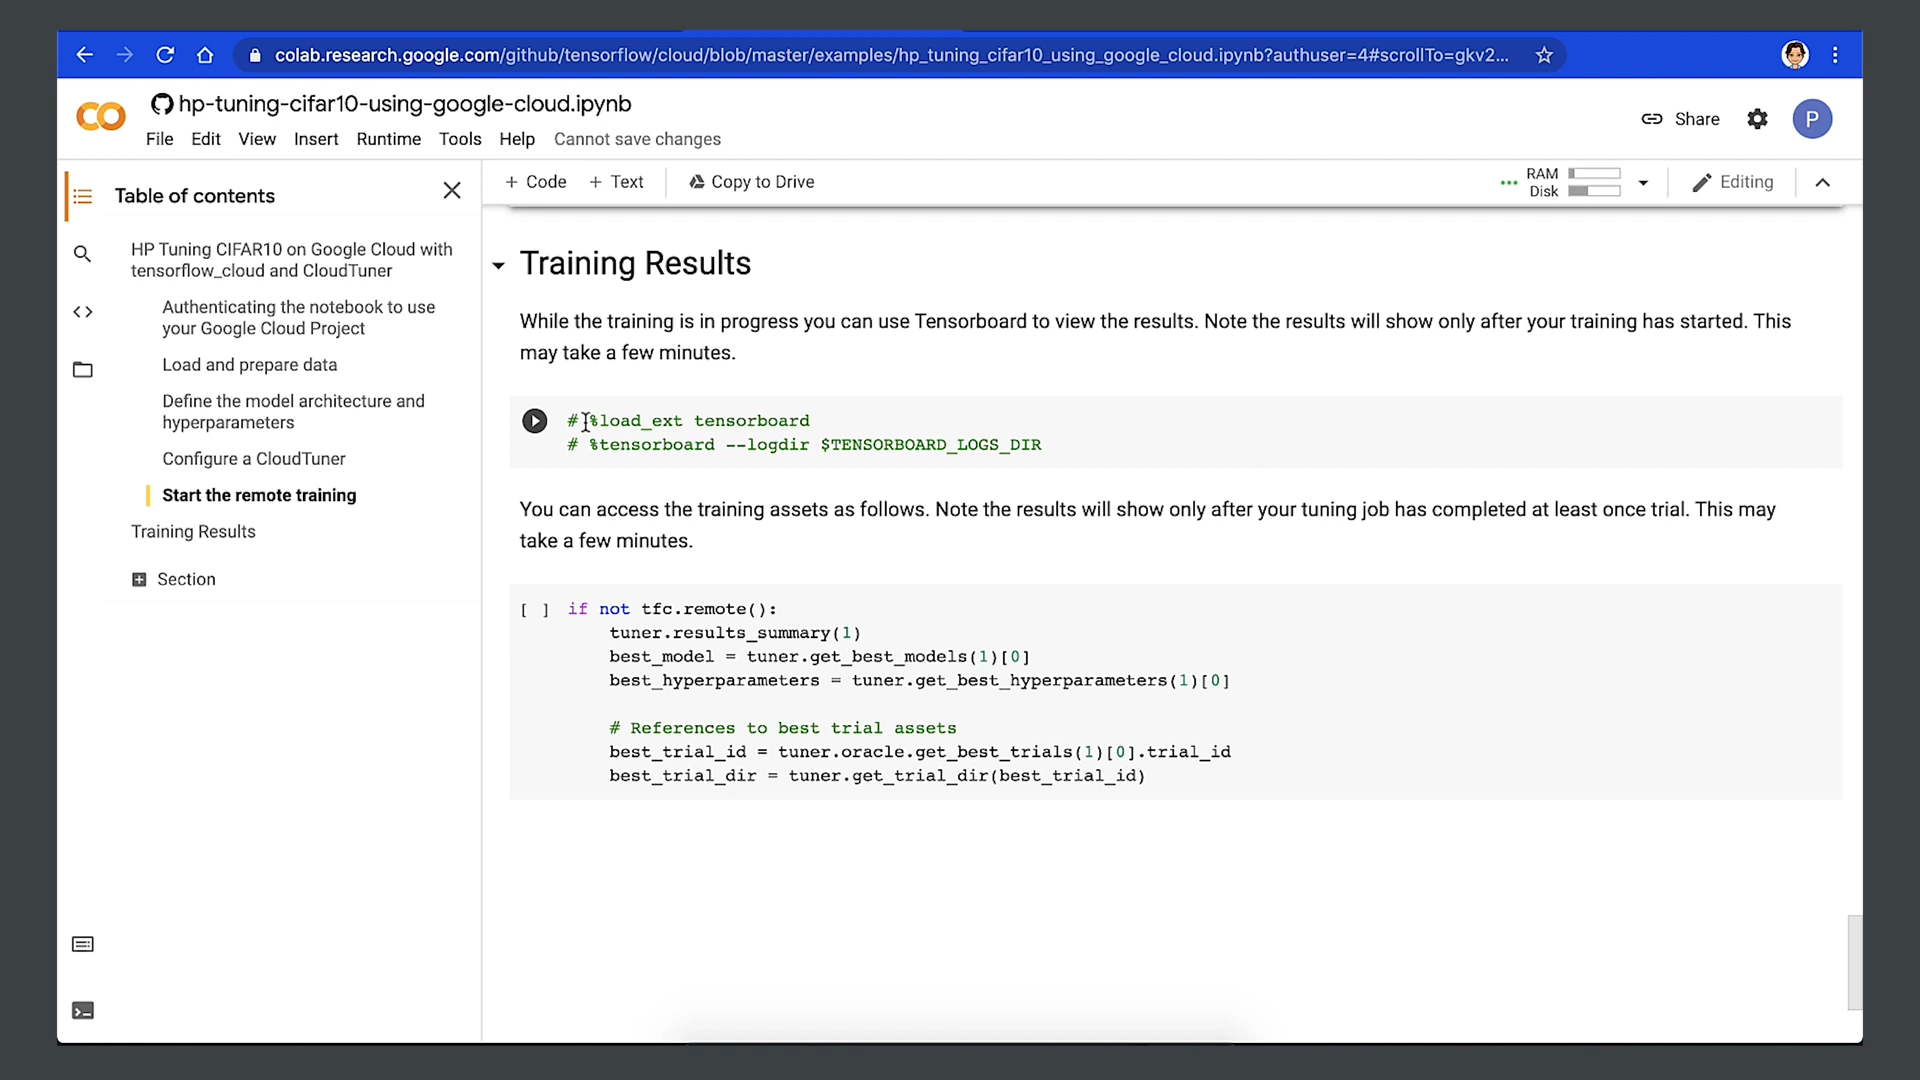 colab.research.google.com/github/tensorflow/cloud/blob/master/examples/hp_tuning_cifar10_using_google_cloud.ipynb?authuser=4#scrollTo=gkv2...
hp-tuning-cifar10-using-google-cloud.ipynb
File Edit View Insert Runtime Tools Help Cannot save changes
Share
P
Table of contents
HP Tuning CIFAR10 on Google Cloud with
tensorflow_cloud and CloudTuner
Authenticating the notebook to use
your Google Cloud Project
Load and prepare data
Define the model architecture and
hyperparameters
Configure a CloudTuner
Start the remote training
Training Results
Section
+ Code + Text Copy to Drive
RAM
Disk
Editing
Training Results
While the training is in progress you can use Tensorboard to view the results. Note the results will show only after your training has started. This
may take a few minutes.
# %load_ext tensorboard
# %tensorboard --logdir $TENSORBOARD_LOGS_DIR
You can access the training assets as follows. Note the results will show only after your tuning job has completed at least once trial. This may
take a few minutes.
[ ] if not tfc.remote():
tuner.results_summary(1)
best_model = tuner.get_best_models(1)[0]
best_hyperparameters = tuner.get_best_hyperparameters(1)[0]
# References to best trial assets
best_trial_id = tuner.oracle.get_best_trials(1)[0].trial_id
best_trial_dir = tuner.get_trial_dir(best_trial_id)